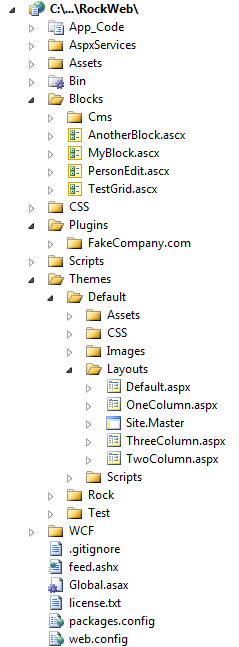 C:\...\RockWeb\
App_Code
AspxServices
Assets
Bin
Blocks
Cms
AnotherBlock.ascx
MyBlock.ascx
PersonEdit.ascx
TestGrid.ascx
CSS
Plugins
FakeCompany.com
Scripts
Themes
Default
Assets
CSS
Images
Layouts
Default.aspx
OneColumn.aspx
Site.Master
ThreeColumn.aspx
TwoColumn.aspx
Scripts
Rock
Test
WCF
.gitignore
feed.ashx
Global.asax
license.txt
packages.config
web.config